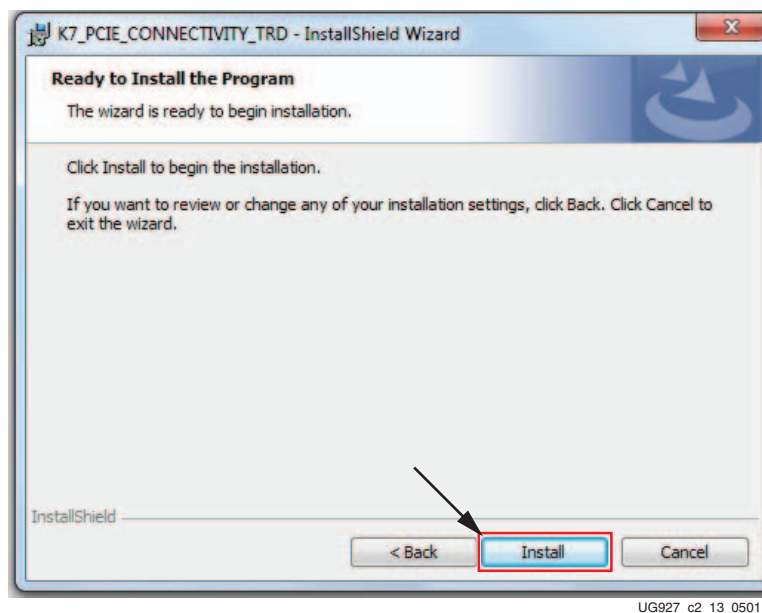 K7_PCIE_CONNECTIVITY_TRD - InstallShield Wizard
Ready to Install the Program
The wizard is ready to begin installation.
Click Install to begin the installation.
If you want to review or change any of your installation settings, click Back. Click Cancel to
exit the wizard.
InstallShield
< Back
Install
Cancel
UG927_c2_13_0501